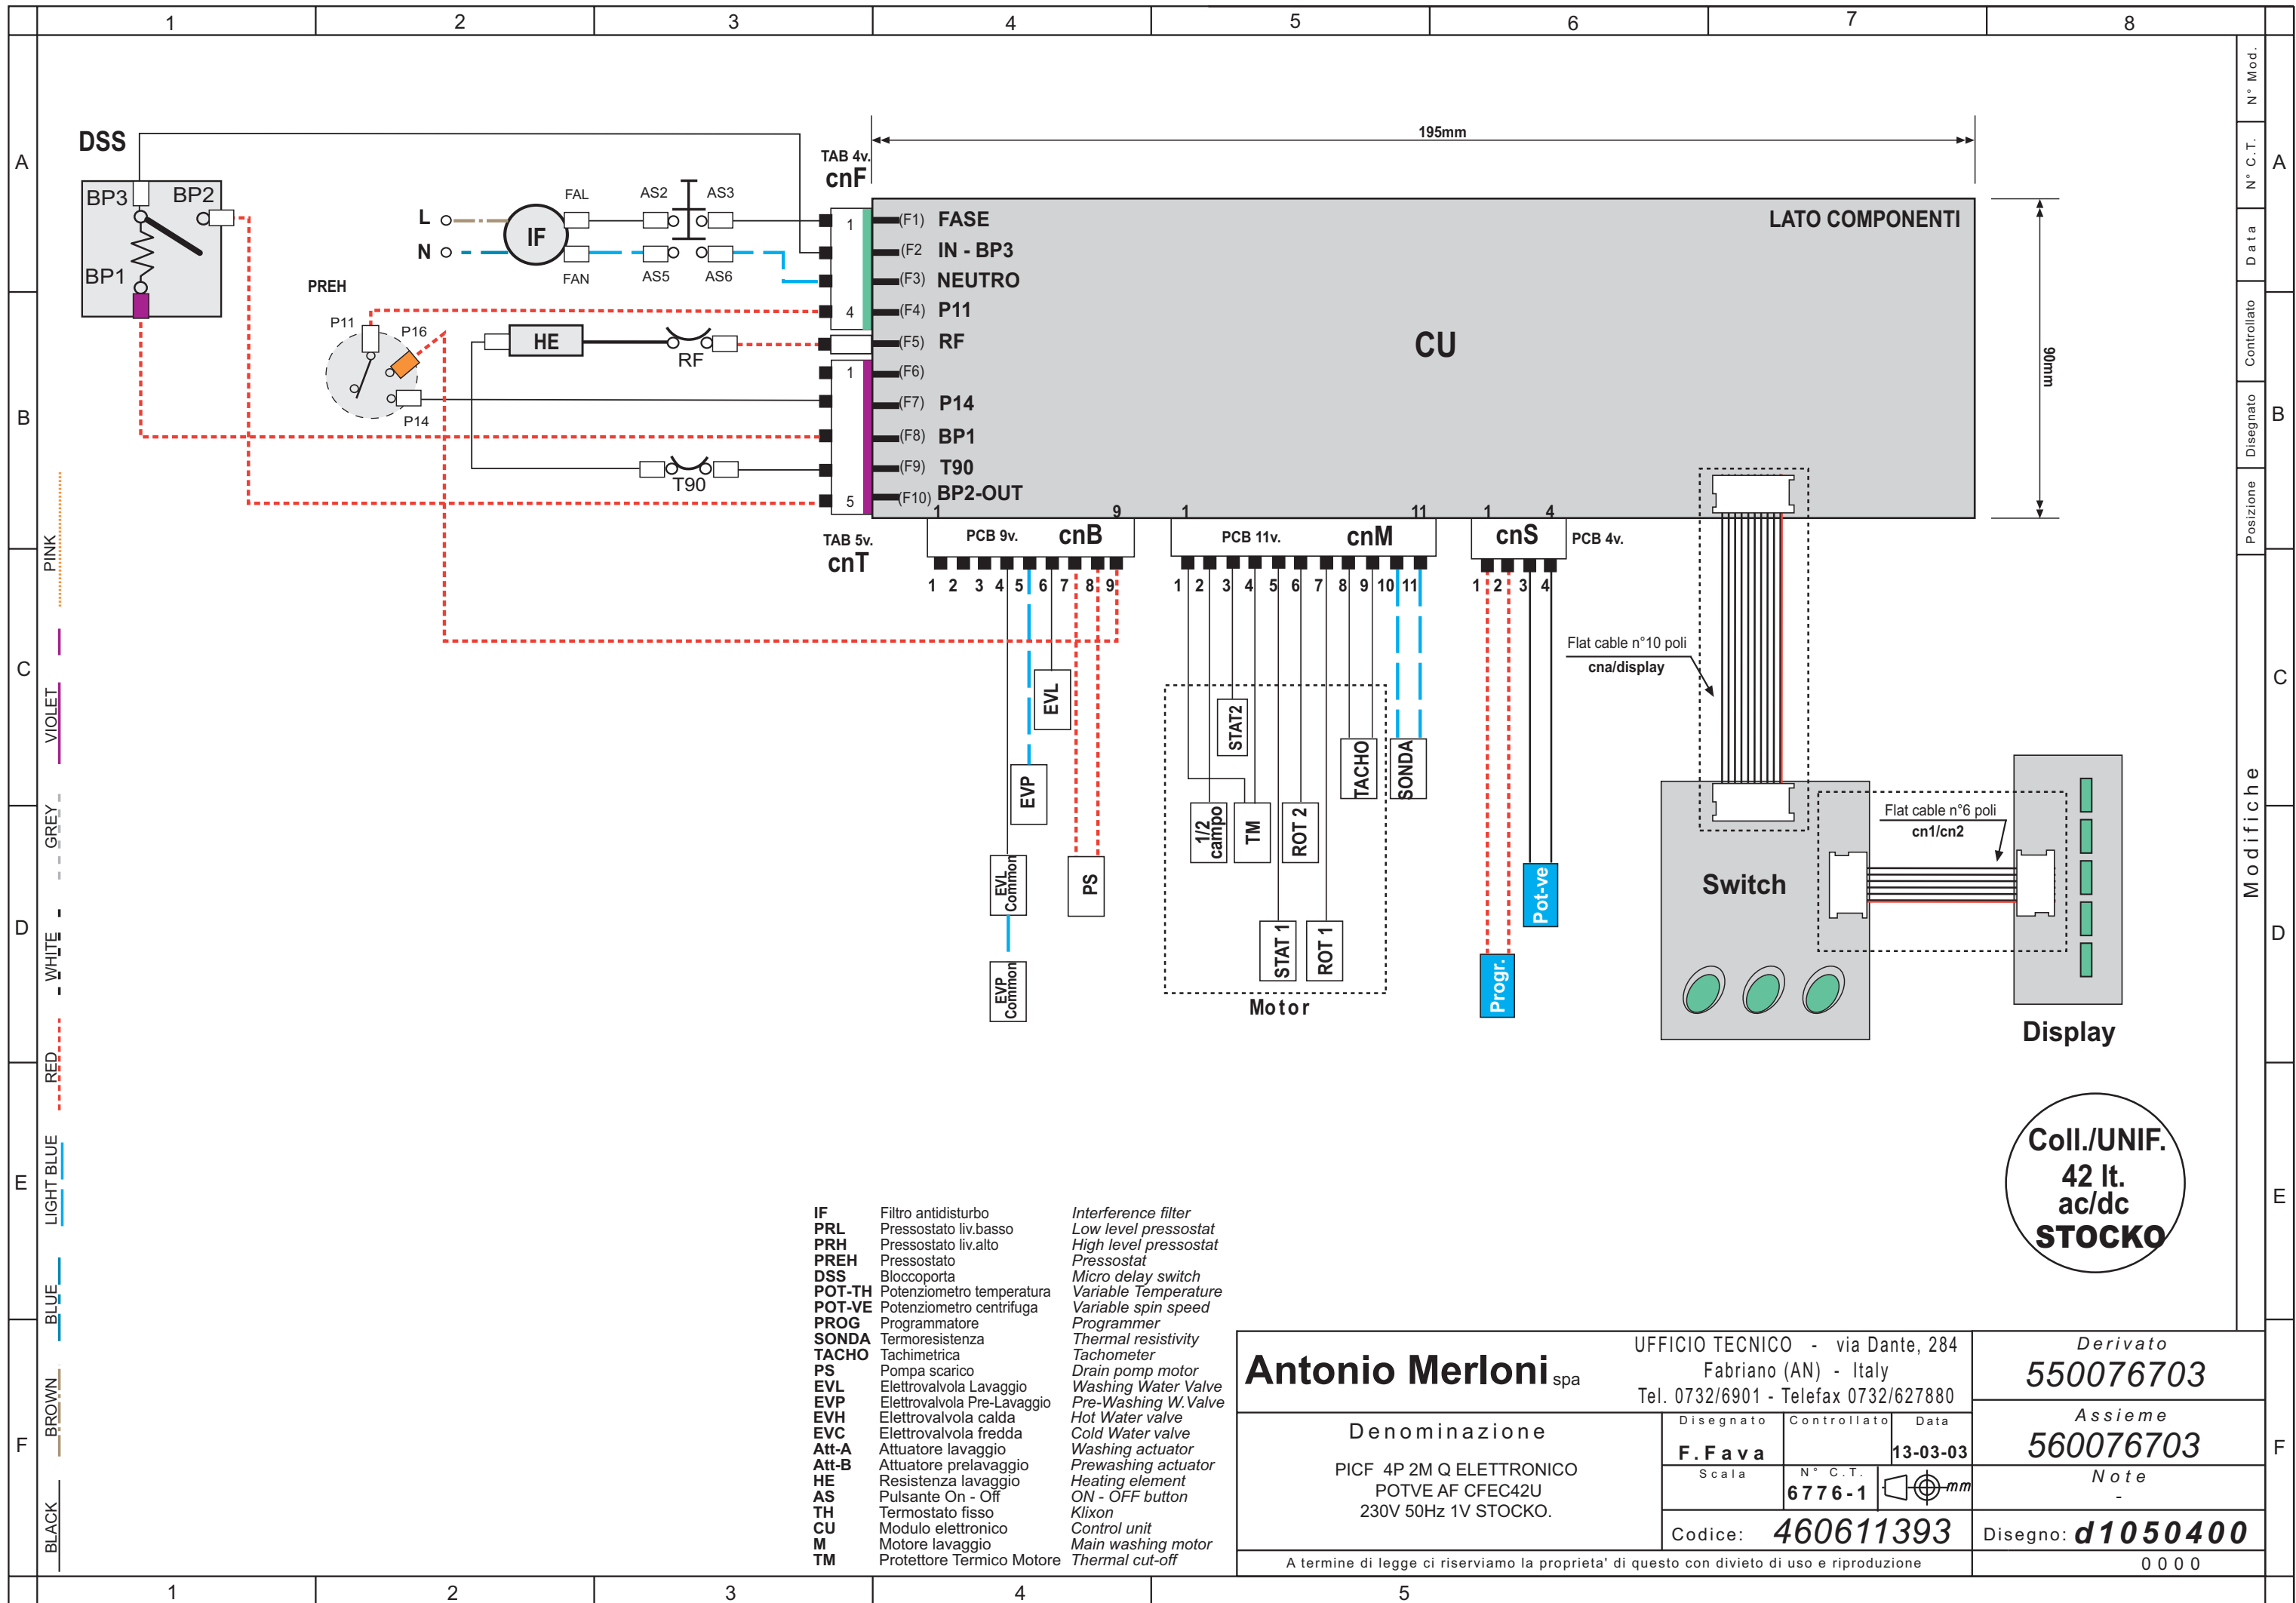 1 2 3 4 5 6 7 8
A
B
C
D
E
F
N° Mod.
N° C.T.
Data
Controllato
Disegnato
Posizione
Modifiche
A
B
C
D
E
F
DSS
BP3
BP2
BP1
L
N
IF
FAL
FAN
AS2
AS3
AS5
AS6
PREH
P11
P16
P14
HE
RF
T90
TAB 4v.
cnF
195mm
90mm
LATO COMPONENTI
CU
1
4
1
5
(F1) FASE
(F2 IN - BP3
(F3) NEUTRO
(F4) P11
(F5) RF
(F6)
(F7) P14
(F8) BP1
(F9) T90
(F10) BP2-OUT
TAB 5v.
cnT
1 9
PCB 9v. cnB
1 2 3 4 5 6 7 8 9
1 11
PCB 11v. cnM
1 2 3 4 5 6 7 8 9 10 11
1 4
cnS PCB 4v.
1 2 3 4
EVL
EVP
EVL Common
EVP Common
PS
STAT2
1/2 campo
TM
ROT 2
STAT 1
ROT 1
TACHO
SONDA
Motor
Pot-ve
Progr.
Flat cable n°10 poli
cna/display
Flat cable n°6 poli
cn1/cn2
Switch
Display
PINK
VIOLET
GREY
WHITE
RED
LIGHT BLUE
BLUE
BROWN
BLACK
Coll./UNIF.
42 lt.
ac/dc
STOCKO
IF Filtro antidisturbo Interference filter
PRL Pressostato liv.basso Low level pressostat
PRH Pressostato liv.alto High level pressostat
PREH Pressostato Pressostat
DSS Bloccoporta Micro delay switch
POT-TH Potenziometro temperatura Variable Temperature
POT-VE Potenziometro centrifuga Variable spin speed
PROG Programmatore Programmer
SONDA Termoresistenza Thermal resistivity
TACHO Tachimetrica Tachometer
PS Pompa scarico Drain pomp motor
EVL Elettrovalvola Lavaggio Washing Water Valve
EVP Elettrovalvola Pre-Lavaggio Pre-Washing W.Valve
EVH Elettrovalvola calda Hot Water valve
EVC Elettrovalvola fredda Cold Water valve
Att-A Attuatore lavaggio Washing actuator
Att-B Attuatore prelavaggio Prewashing actuator
HE Resistenza lavaggio Heating element
AS Pulsante On - Off ON - OFF button
TH Termostato fisso Klixon
CU Modulo elettronico Control unit
M Motore lavaggio Main washing motor
TM Protettore Termico Motore Thermal cut-off
Antonio Merloni spa
UFFICIO TECNICO - via Dante, 284
Fabriano (AN) - Italy
Tel. 0732/6901 - Telefax 0732/627880
Derivato
550076703
Assieme
560076703
Note
-
Denominazione
PICF 4P 2M Q ELETTRONICO
POTVE AF CFEC42U
230V 50Hz 1V STOCKO.
Disegnato Controllato Data
F.Fava 13-03-03
Scala N° C.T.
6776-1 mm
Codice: 460611393
Disegno: d1050400
A termine di legge ci riserviamo la proprieta' di questo con divieto di uso e riproduzione
0000
1 2 3 4 5